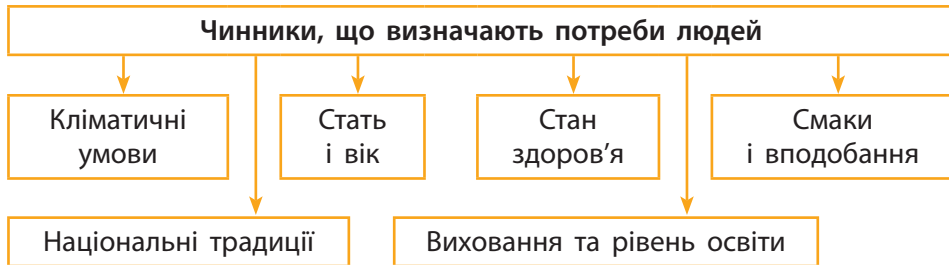 Чинники, що визначають потреби людей
Кліматичні
умови
Стать
і вік
Стан
здоров'я
Смаки
і вподобання
Національні традиції
Виховання та рівень освіти